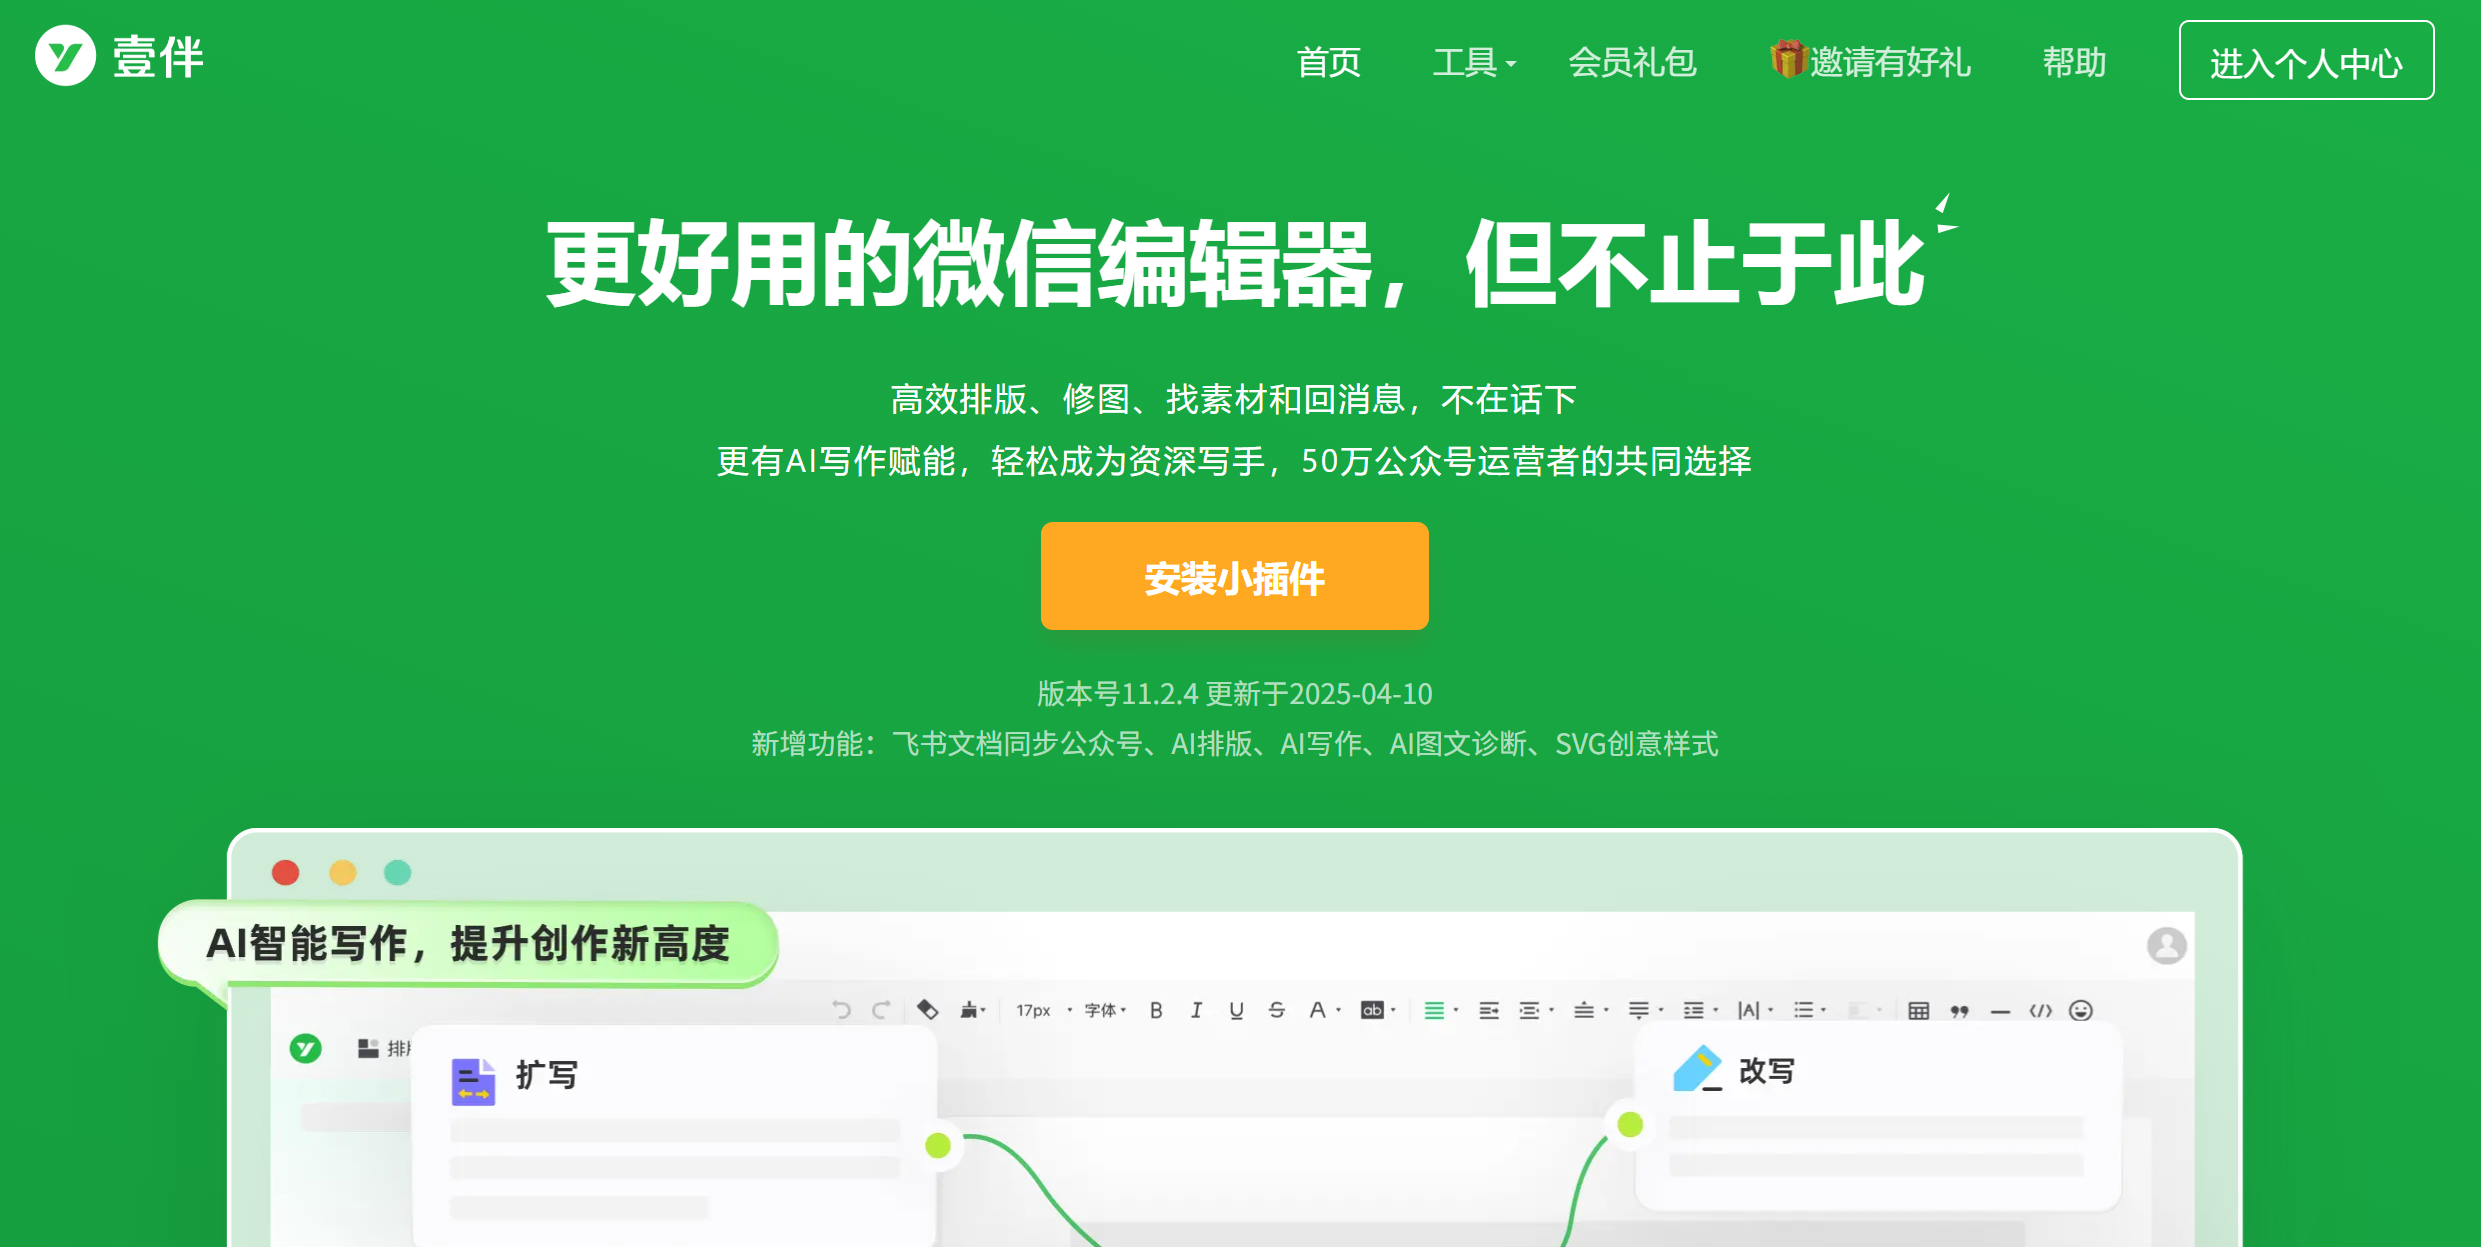 壹伴
首页 工具 会员礼包 邀请有好礼 帮助 进入个人中心
更好用的微信编辑器，但不止于此
高效排版、修图、找素材和回消息，不在话下
更有AI写作赋能，轻松成为资深写手，50万公众号运营者的共同选择
安装小插件
版本号11.2.4 更新于2025-04-10
新增功能：飞书文档同步公众号、AI排版、AI写作、AI图文诊断、SVG创意样式
AI智能写作，提升创作新高度
17px 字体 B I U S A ab |A|
排
扩写
改写